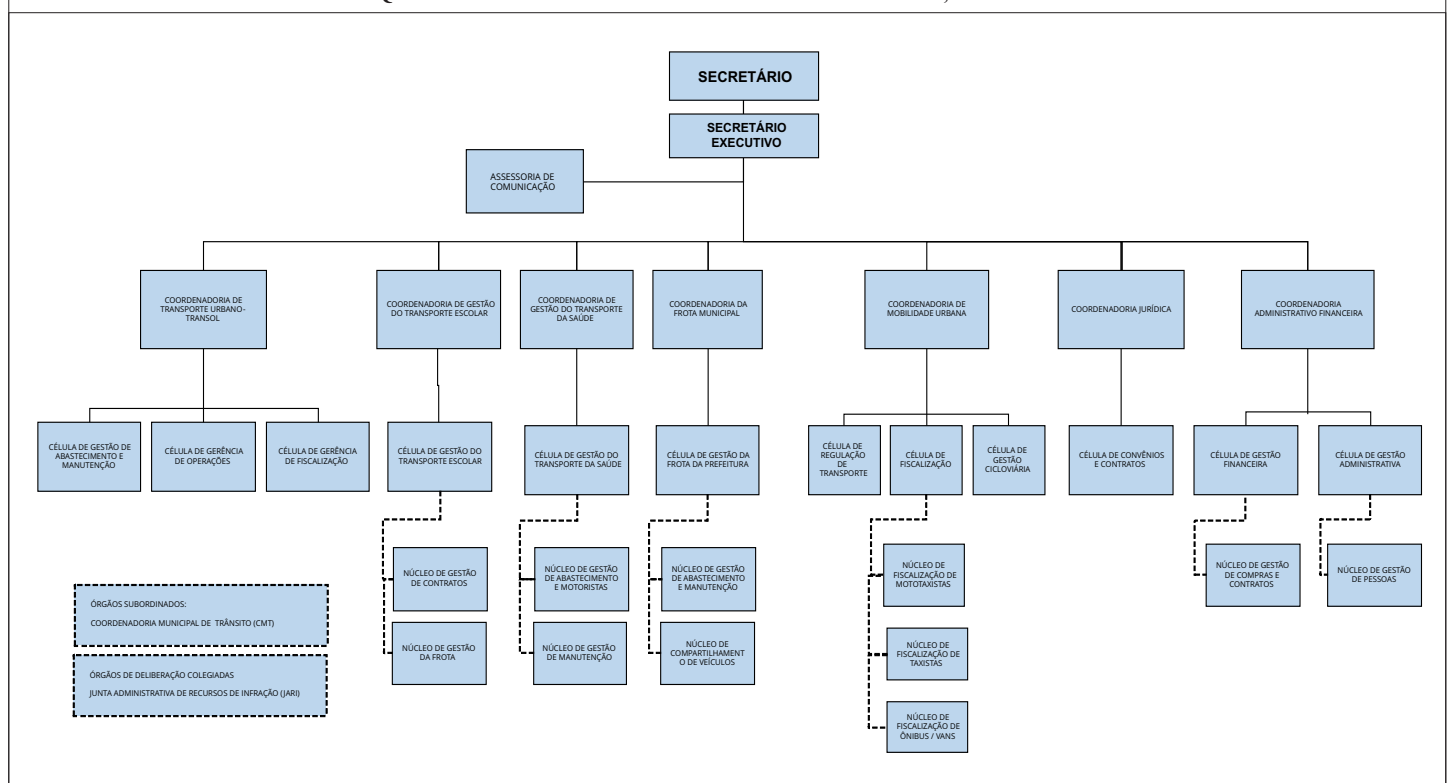 SECRETÁRIO
SECRETÁRIO
EXECUTIVO
ASSESSORIA DE
COMUNICAÇÃO
COORDENADORIA DE
TRANSPORTE URBANO-
TRANSOL
COORDENADORIA DE GESTÃO
DO TRANSPORTE ESCOLAR
COORDENADORIA DE
GESTÃO DO TRANSPORTE
DA SAÚDE
COORDENADORIA DA
FROTA MUNICIPAL
COORDENADORIA DE
MOBILIDADE URBANA
COORDENADORIA JURÍDICA
COORDENADORIA
ADMINISTRATIVO FINANCEIRA
CÉLULA DE GESTÃO DE
ABASTECIMENTO E
MANUTENÇÃO
CÉLULA DE GERÊNCIA
DE OPERAÇÕES
CÉLULA DE GERÊNCIA
DE FISCALIZAÇÃO
CÉLULA DE GESTÃO DO
TRANSPORTE ESCOLAR
CÉLULA DE GESTÃO DO
TRANSPORTE DA SAÚDE
CÉLULA DE GESTÃO DA
FROTA DA PREFEITURA
CÉLULA DE
REGULAÇÃO
DE
TRANSPORTE
CÉLULA DE
FISCALIZAÇÃO
CÉLULA DE
GESTÃO
CICLOVIÁRIA
CÉLULA DE CONVÊNIOS
E CONTRATOS
CÉLULA DE GESTÃO
FINANCEIRA
CÉLULA DE GESTÃO
ADMINISTRATIVA
NÚCLEO DE GESTÃO
DE CONTRATOS
NÚCLEO DE GESTÃO
DE ABASTECIMENTO
E MOTORISTAS
NÚCLEO DE GESTÃO
DE ABASTECIMENTO
E MANUTENÇÃO
NÚCLEO DE
FISCALIZAÇÃO DE
MOTOTAXISTAS
NÚCLEO DE GESTÃO
DE COMPRAS E
CONTRATOS
NÚCLEO DE GESTÃO
DE PESSOAS
NÚCLEO DE GESTÃO
DA FROTA
NÚCLEO DE GESTÃO
DE MANUTENÇÃO
NÚCLEO DE
COMPARTILHAMENT
O DE VEÍCULOS
NÚCLEO DE
FISCALIZAÇÃO DE
TAXISTAS
NÚCLEO DE
FISCALIZAÇÃO DE
ÔNIBUS / VANS
ÓRGÃOS SUBORDINADOS:
COORDENADORIA MUNICIPAL DE TRÂNSITO (CMT)
ÓRGÃOS DE DELIBERAÇÃO COLEGIADAS
JUNTA ADMINISTRATIVA DE RECURSOS DE INFRAÇÃO (JARI)